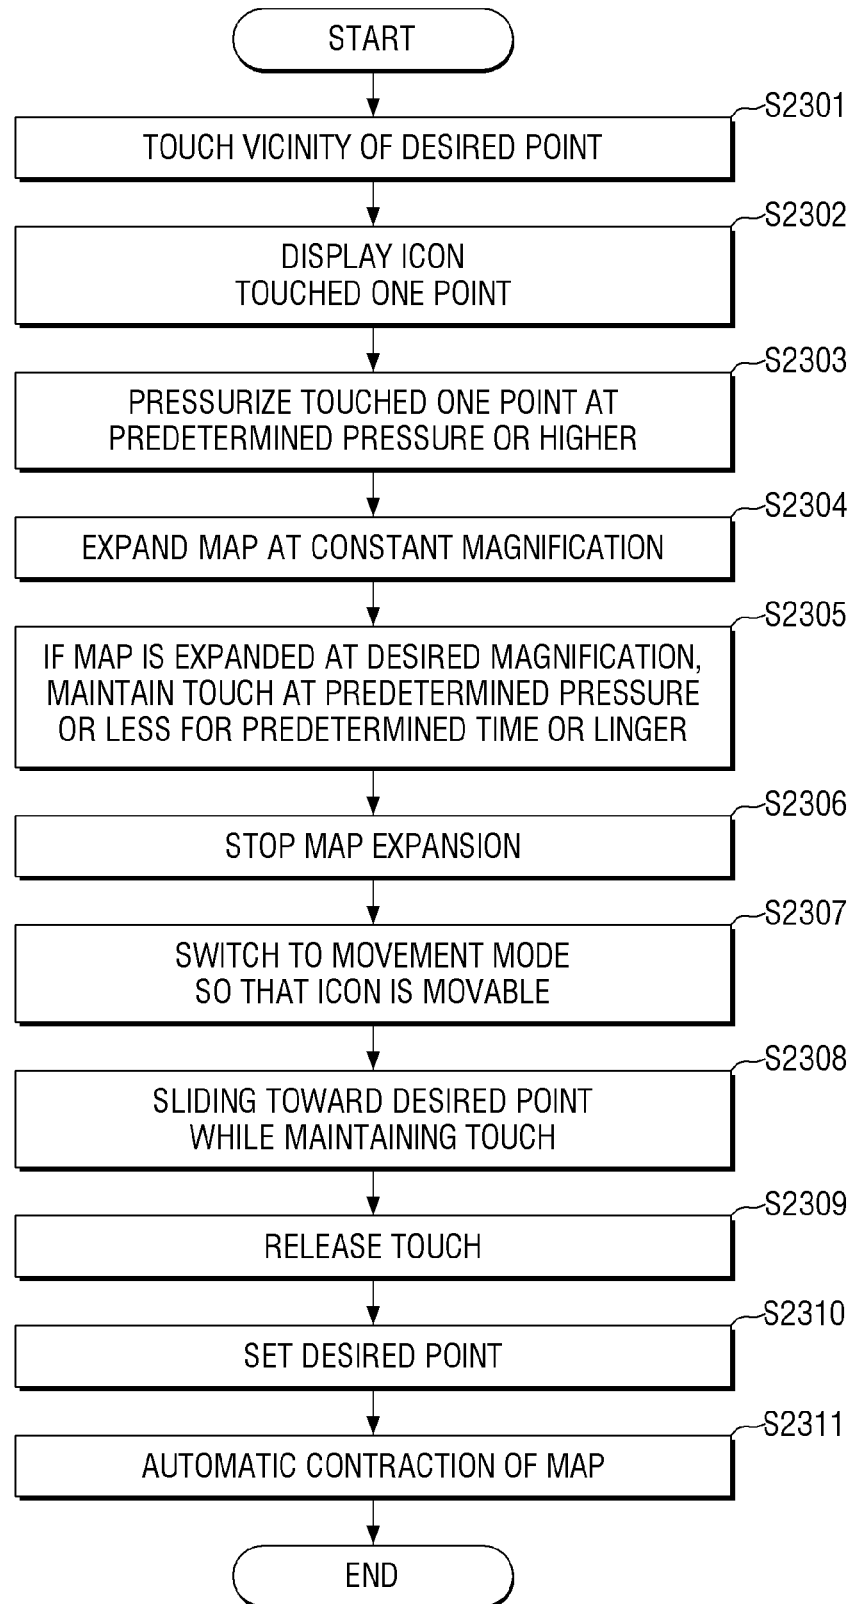 START
S2301
TOUCH VICINITY OF DESIRED POINT
S2302
DISPLAY ICON
TOUCHED ONE POINT
S2303
PRESSURIZE TOUCHED ONE POINT AT
PREDETERMINED PRESSURE OR HIGHER
S2304
EXPAND MAP AT CONSTANT MAGNIFICATION
S2305
IF MAP IS EXPANDED AT DESIRED MAGNIFICATION,
MAINTAIN TOUCH AT PREDETERMINED PRESSURE
OR LESS FOR PREDETERMINED TIME OR LINGER
S2306
STOP MAP EXPANSION
S2307
SWITCH TO MOVEMENT MODE
SO THAT ICON IS MOVABLE
S2308
SLIDING TOWARD DESIRED POINT
WHILE MAINTAINING TOUCH
S2309
RELEASE TOUCH
S2310
SET DESIRED POINT
S2311
AUTOMATIC CONTRACTION OF MAP
END